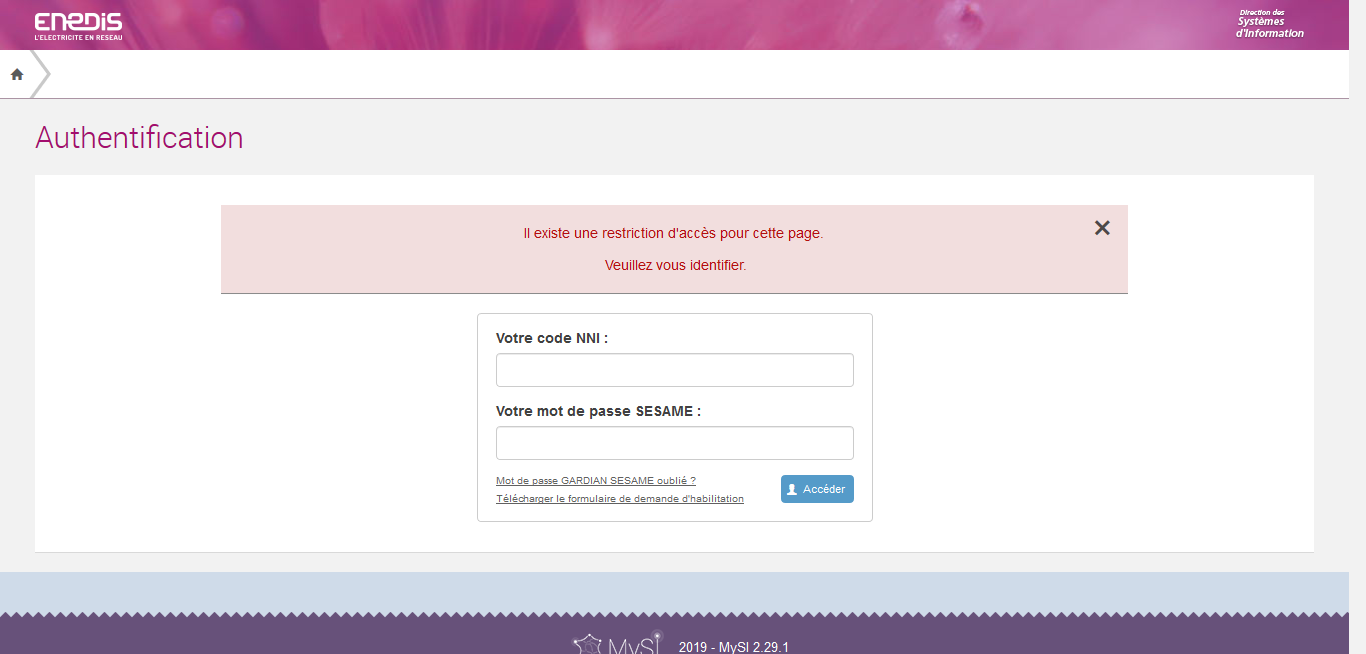 ENEDIS
L'ELECTRICITE EN RESEAU
Direction des
Systèmes
d'Information
Authentification
Il existe une restriction d'accès pour cette page.
Veuillez vous identifier.
Votre code NNI :
Votre mot de passe SESAME :
Mot de passe GARDIAN SESAME oublié ?
Télécharger le formulaire de demande d'habilitation
Accéder
MySI
2019 - MySI 2.29.1